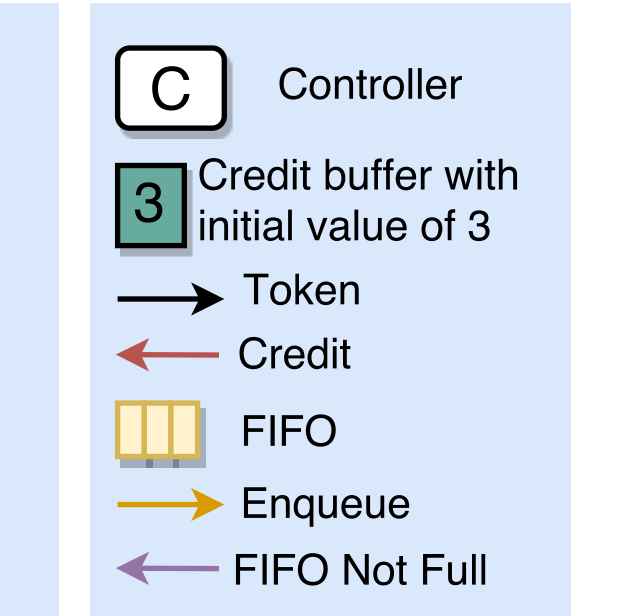 C Controller
3 Credit buffer with
initial value of 3
Token
Credit
FIFO
Enqueue
FIFO Not Full